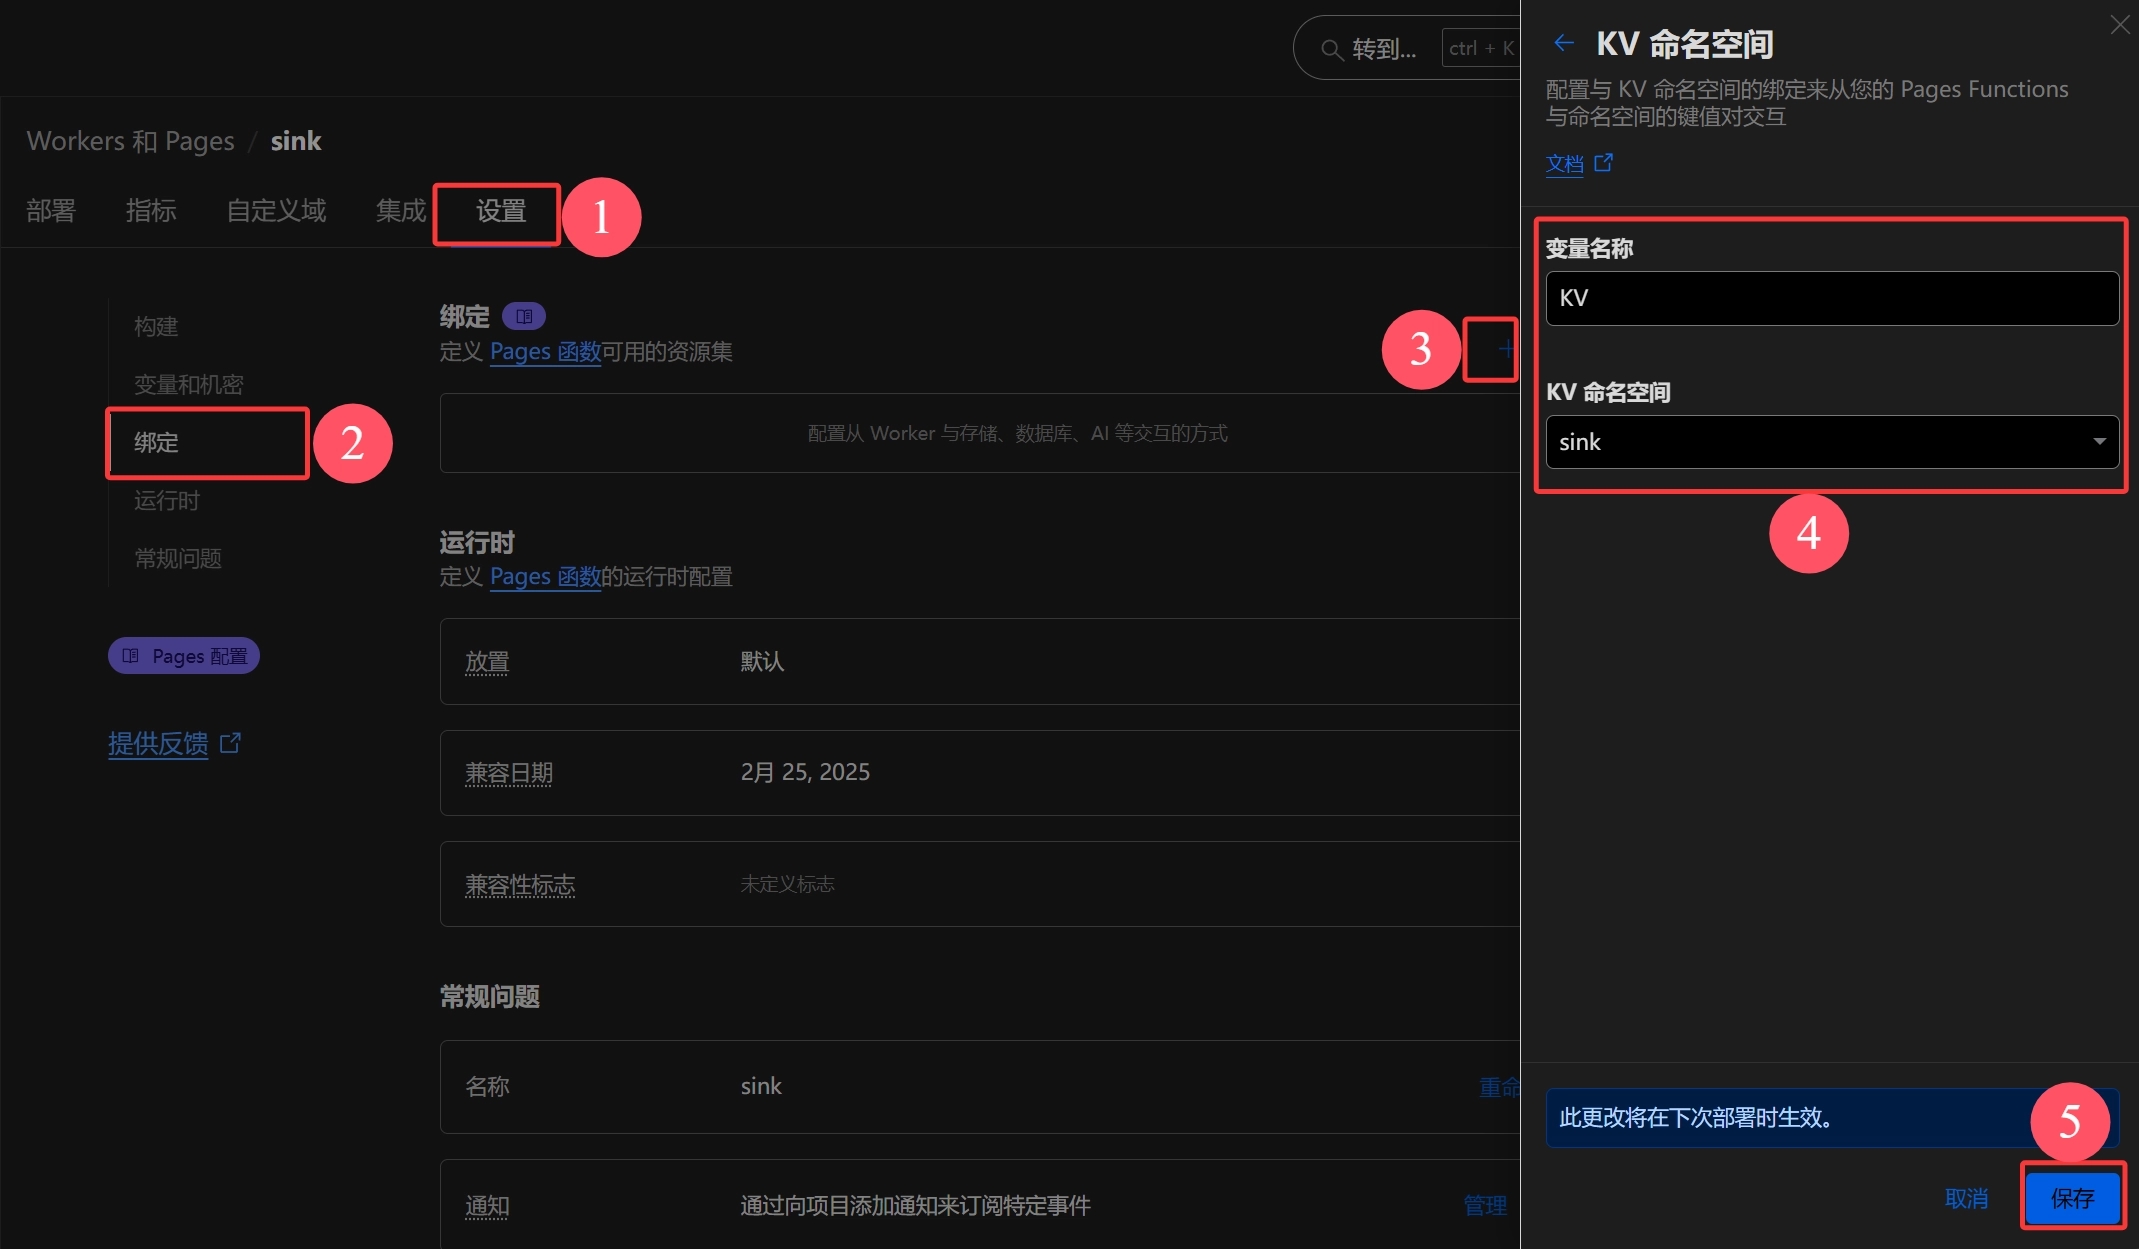 转到...
ctrl + K
Workers 和 Pages / sink
部署
指标
自定义域
集成
设置
1
构建
变量和机密
绑定
2
运行时
常规问题
Pages 配置
提供反馈
绑定
定义 Pages 函数可用的资源集
3
+
配置从 Worker 与存储、数据库、AI 等交互的方式
运行时
定义 Pages 函数的运行时配置
放置
默认
兼容日期
2月 25, 2025
兼容性标志
未定义标志
常规问题
名称
sink
重命
通知
通过向项目添加通知来订阅特定事件
管理
KV 命名空间
配置与 KV 命名空间的绑定来从您的 Pages Functions
与命名空间的键值对交互
文档
变量名称
KV
KV 命名空间
sink
4
此更改将在下次部署时生效。
5
取消
保存